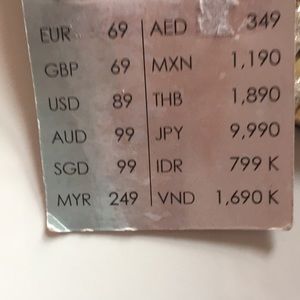 EUR 69 AED 349
GBP 69 MXN 1,190
USD 89 THB 1,890
AUD 99 JPY 9,990
SGD 99 IDR 799 K
MYR 249 VND 1,690 K